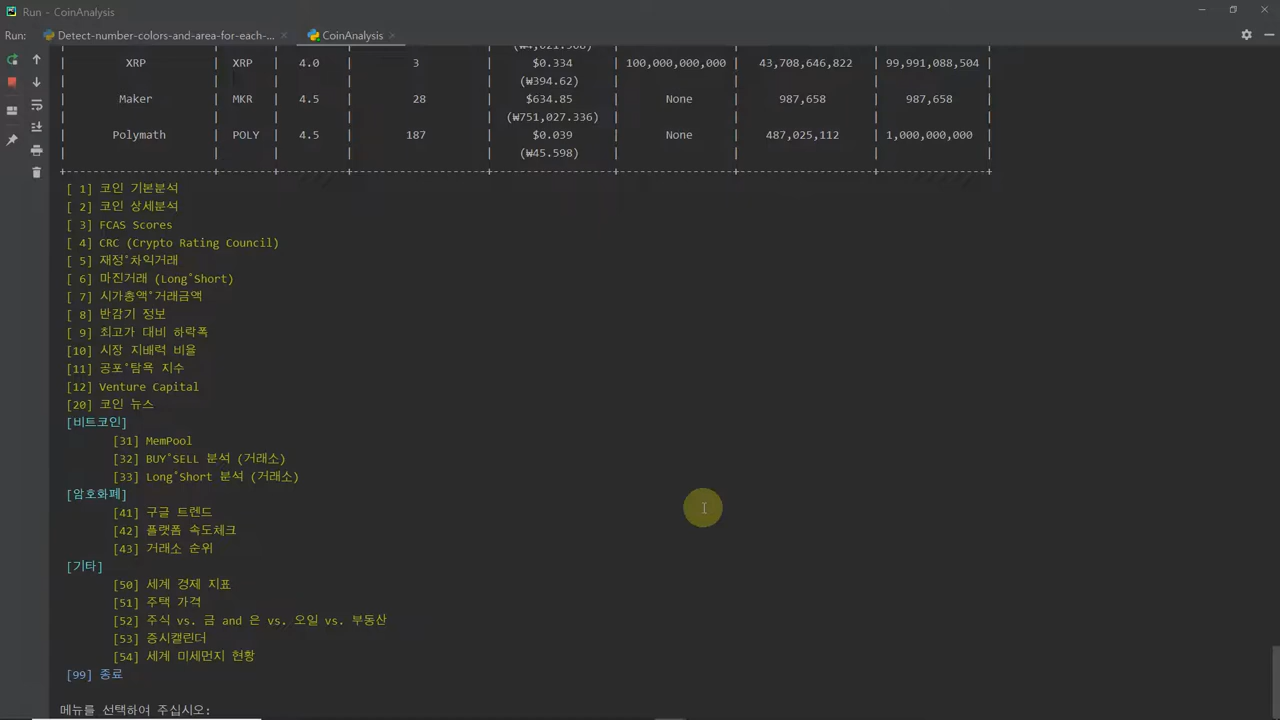 Run - CoinAnalysis
Run: Detect-number-colors-and-area-for-each-... CoinAnalysis
| XRP | XRP | 4.0 | 3 | $0.334 | 100,000,000,000 | 43,708,646,822 | 99,991,088,504 |
| | | | | (₩394.62) | | | |
| Maker | MKR | 4.5 | 28 | $634.85 | None | 987,658 | 987,658 |
| | | | | (₩751,027.336) | | | |
| Polymath | POLY | 4.5 | 187 | $0.039 | None | 487,025,112 | 1,000,000,000 |
| | | | | (₩45.598) | | | |
[ 1] 코인 기본분석
[ 2] 코인 상세분석
[ 3] FCAS Scores
[ 4] CRC (Crypto Rating Council)
[ 5] 재정°차익거래
[ 6] 마진거래 (Long°Short)
[ 7] 시가총액°거래금액
[ 8] 반감기 정보
[ 9] 최고가 대비 하락폭
[10] 시장 지배력 비율
[11] 공포°탐욕 지수
[12] Venture Capital
[20] 코인 뉴스
[비트코인]
[31] MemPool
[32] BUY°SELL 분석 (거래소)
[33] Long°Short 분석 (거래소)
[암호화폐]
[41] 구글 트렌드
[42] 플랫폼 속도체크
[43] 거래소 순위
[기타]
[50] 세계 경제 지표
[51] 주택 가격
[52] 주식 vs. 금 and 은 vs. 오일 vs. 부동산
[53] 증시캘린더
[54] 세계 미세먼지 현황
[99] 종료
메뉴를 선택하여 주십시오: